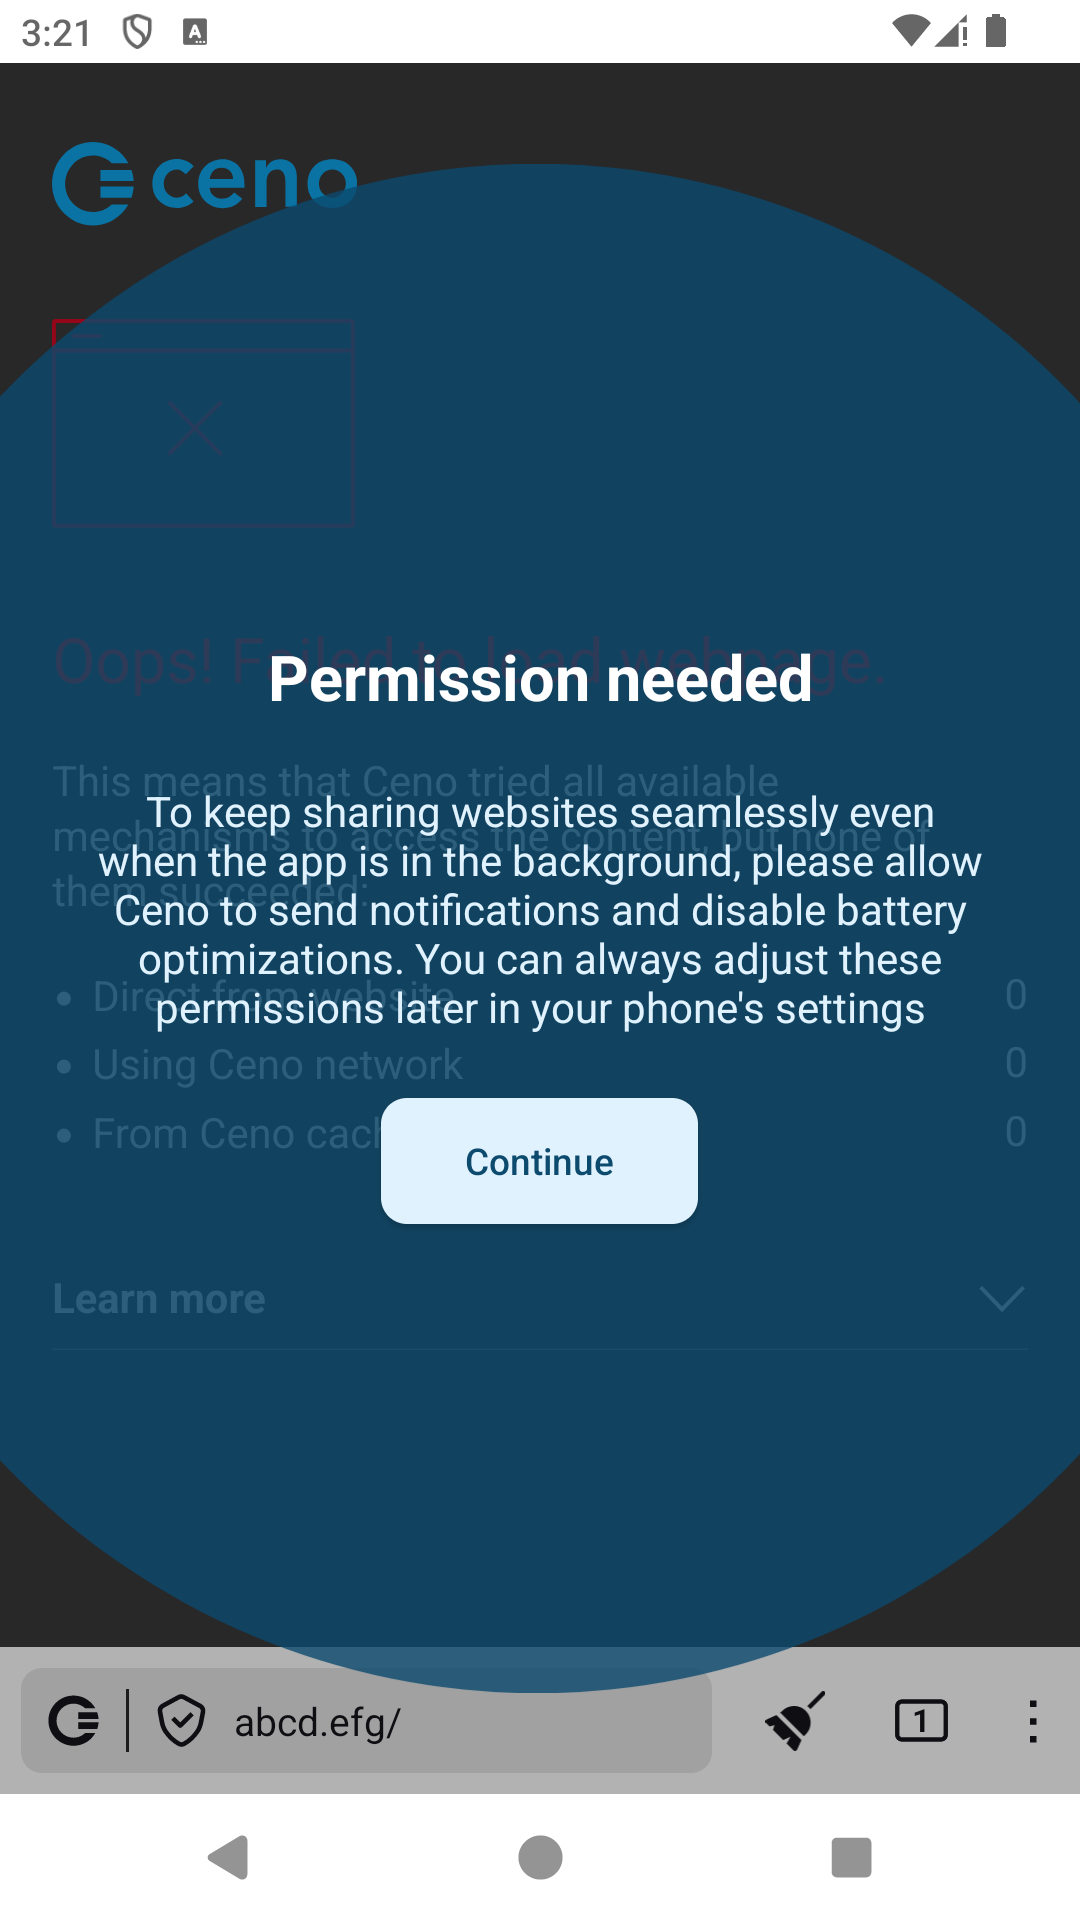 3:21
ceno
Oops! Failed to load webpage.
Permission needed
This means that Ceno tried all available
mechanisms to access the content, but none of
them succeeded:
To keep sharing websites seamlessly even
when the app is in the background, please allow
Ceno to send notifications and disable battery
optimizations. You can always adjust these
permissions later in your phone's settings
Direct from website 0
Using Ceno network 0
From Ceno 0
Continue
Learn more
abcd.efg/
1